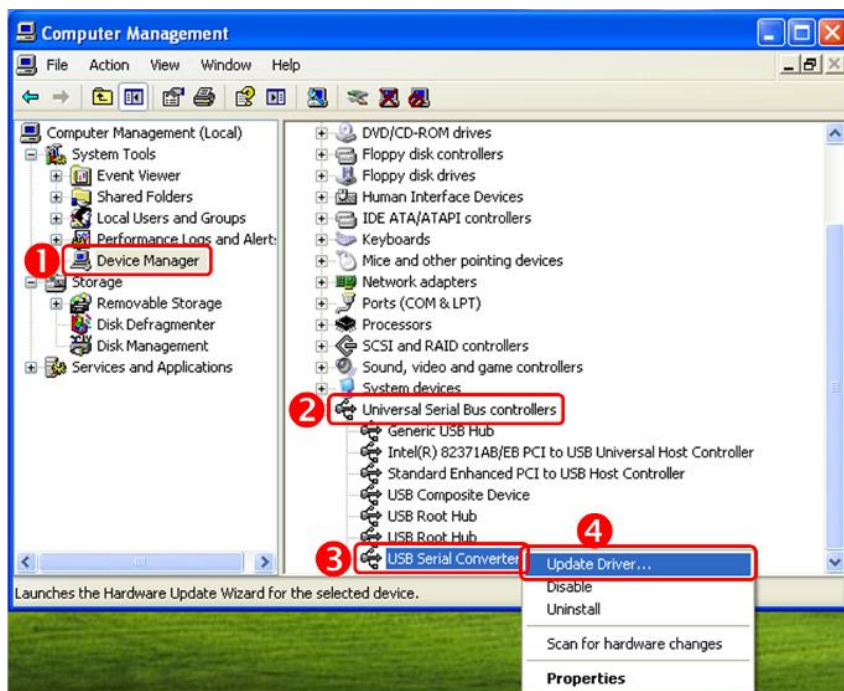 Computer Management
File Action View Window Help
Computer Management (Local)
System Tools
Event Viewer
Shared Folders
Local Users and Groups
Performance Logs and Alert:
1 Device Manager
Storage
Removable Storage
Disk Defragmenter
Disk Management
Services and Applications
DVD/CD-ROM drives
Floppy disk controllers
Floppy disk drives
Human Interface Devices
IDE ATA/ATAPI controllers
Keyboards
Mice and other pointing devices
Network adapters
Ports (COM & LPT)
Processors
SCSI and RAID controllers
Sound, video and game controllers
System devices
2 Universal Serial Bus controllers
Generic USB Hub
Intel(R) 82371AB/EB PCI to USB Universal Host Controller
Standard Enhanced PCI to USB Host Controller
USB Composite Device
USB Root Hub
USB Root Hub
3 USB Serial Converter
4
Update Driver...
Disable
Uninstall
Scan for hardware changes
Properties
Launches the Hardware Update Wizard for the selected device.